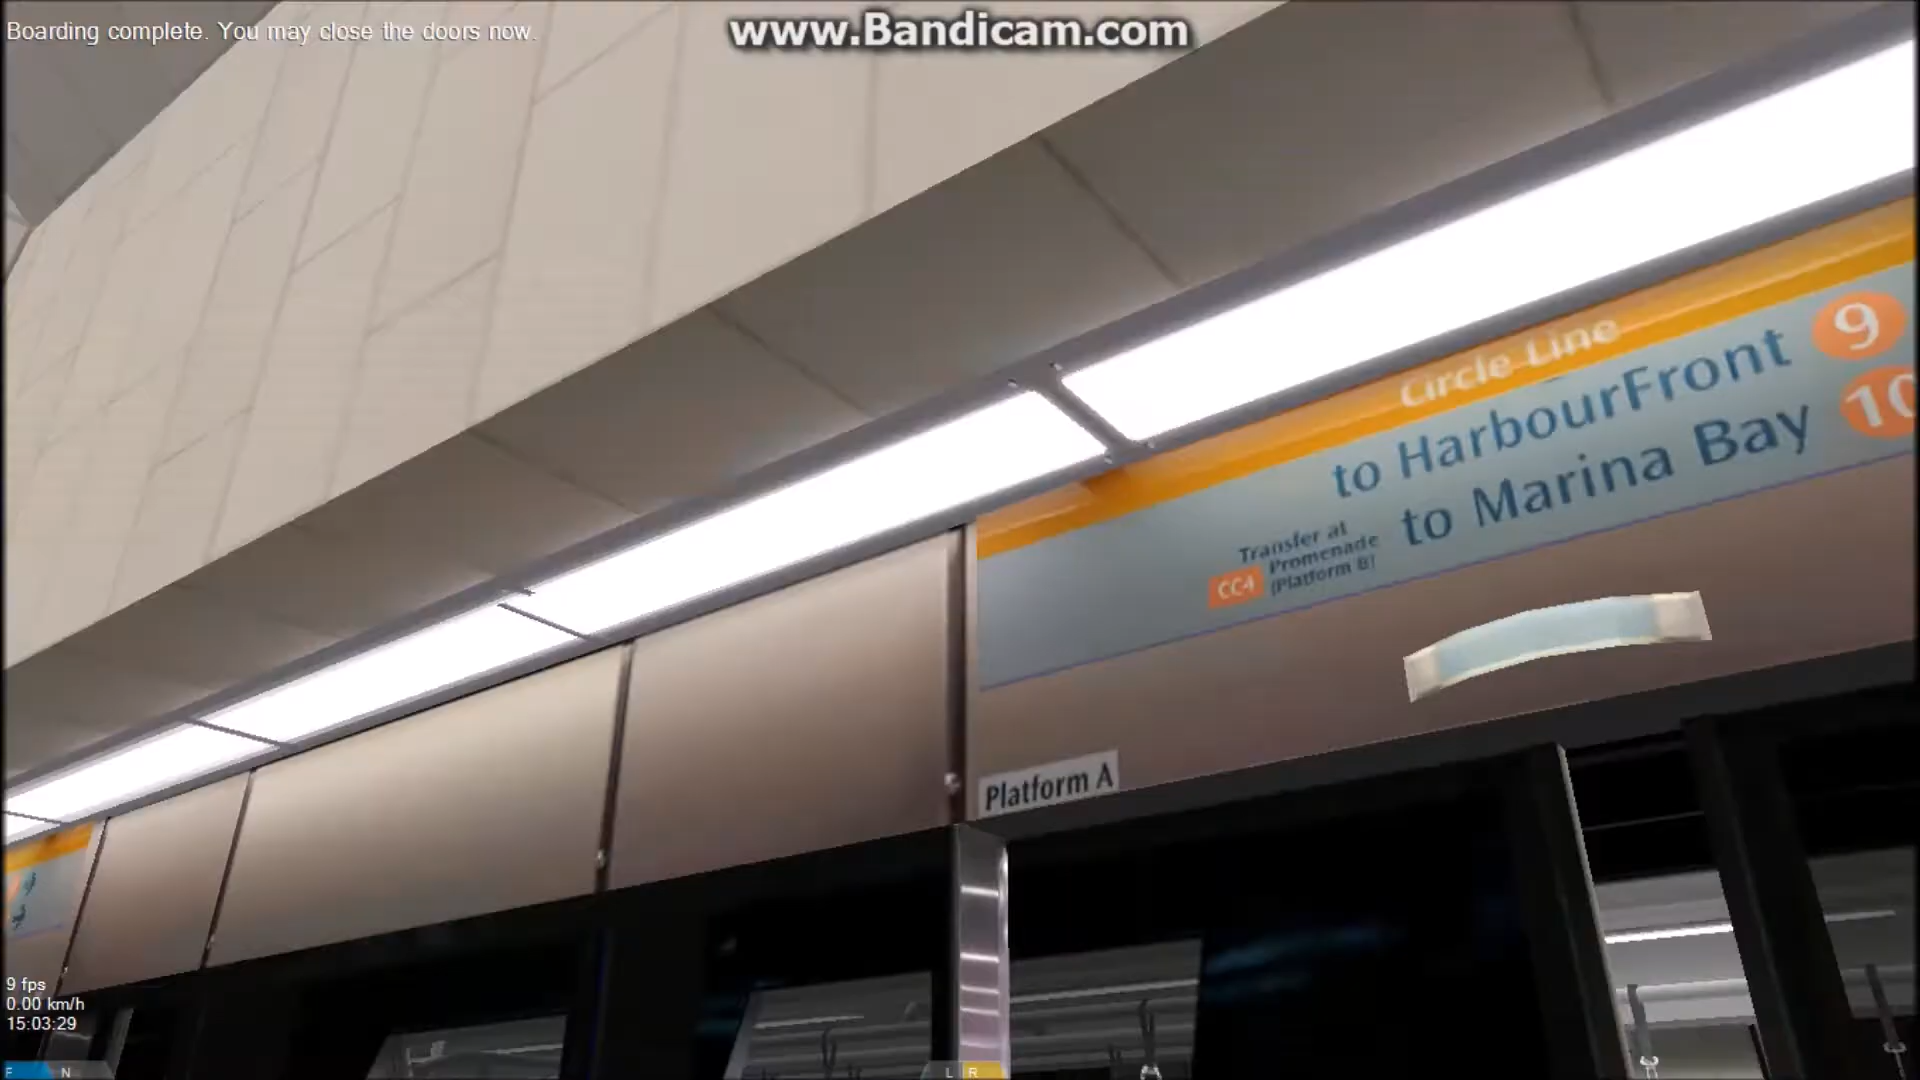 Boarding complete. You may close the doors now.
www.Bandicam.com
Circle Line
to HarbourFront 9
to Marina Bay 10
Transfer at
CC4 Promenade
(Platform B)
Platform A
9 fps
0.00 km/h
15:03:29
F N L R